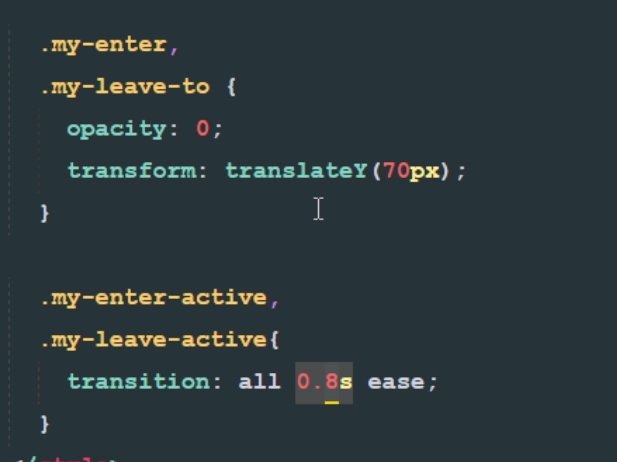 .my-enter,
.my-leave-to {
opacity: 0;
transform: translateY(70px);
}
.my-enter-active,
.my-leave-active{
transition: all 0.8s ease;
}